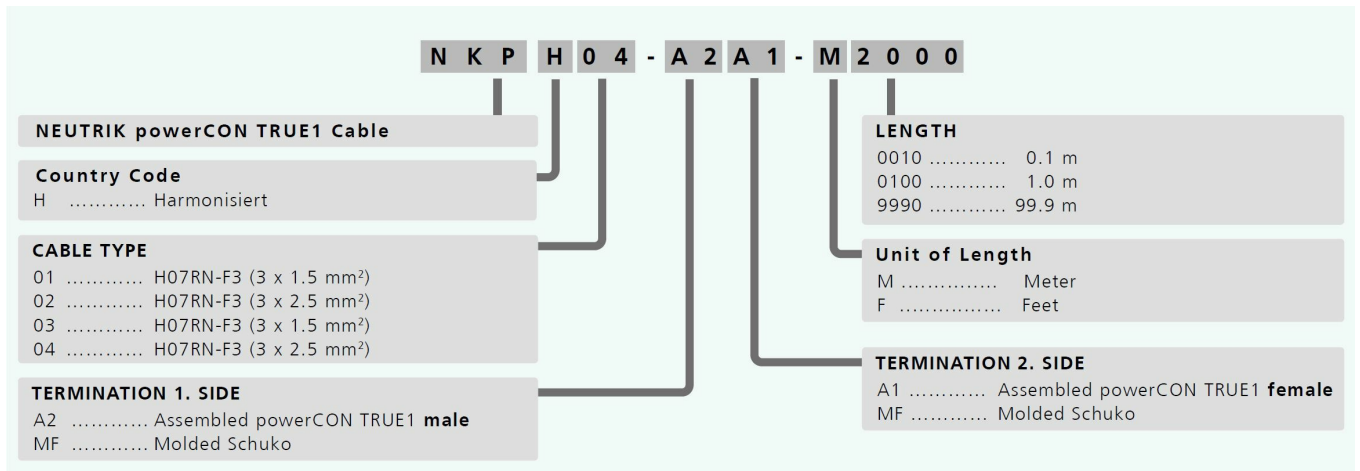 N K P H 0 4 - A 2 A 1 - M 2 0 0 0
NEUTRIK powerCON TRUE1 Cable
Country Code
H ............ Harmonisiert
CABLE TYPE
01 ............ H07RN-F3 (3 x 1.5 mm²)
02 ............ H07RN-F3 (3 x 2.5 mm²)
03 ............ H07RN-F3 (3 x 1.5 mm²)
04 ............ H07RN-F3 (3 x 2.5 mm²)
TERMINATION 1. SIDE
A2 ............ Assembled powerCON TRUE1 male
MF ............ Molded Schuko
LENGTH
0010 ............ 0.1 m
0100 ............ 1.0 m
9990 ............ 99.9 m
Unit of Length
M ............... Meter
F ................ Feet
TERMINATION 2. SIDE
A1 ............ Assembled powerCON TRUE1 female
MF ............ Molded Schuko